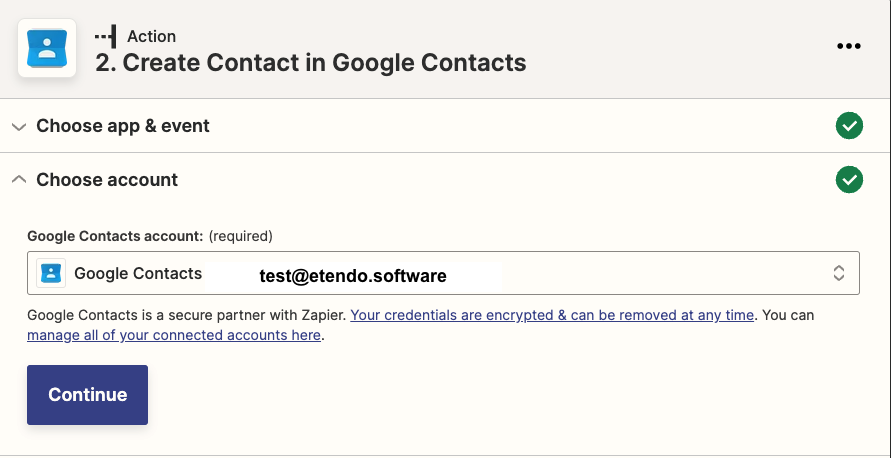 Action
2. Create Contact in Google Contacts
Choose app & event
Choose account
Google Contacts account: (required)
Google Contacts test@etendo.software
Google Contacts is a secure partner with Zapier. Your credentials are encrypted & can be removed at any time. You can
manage all of your connected accounts here.
Continue